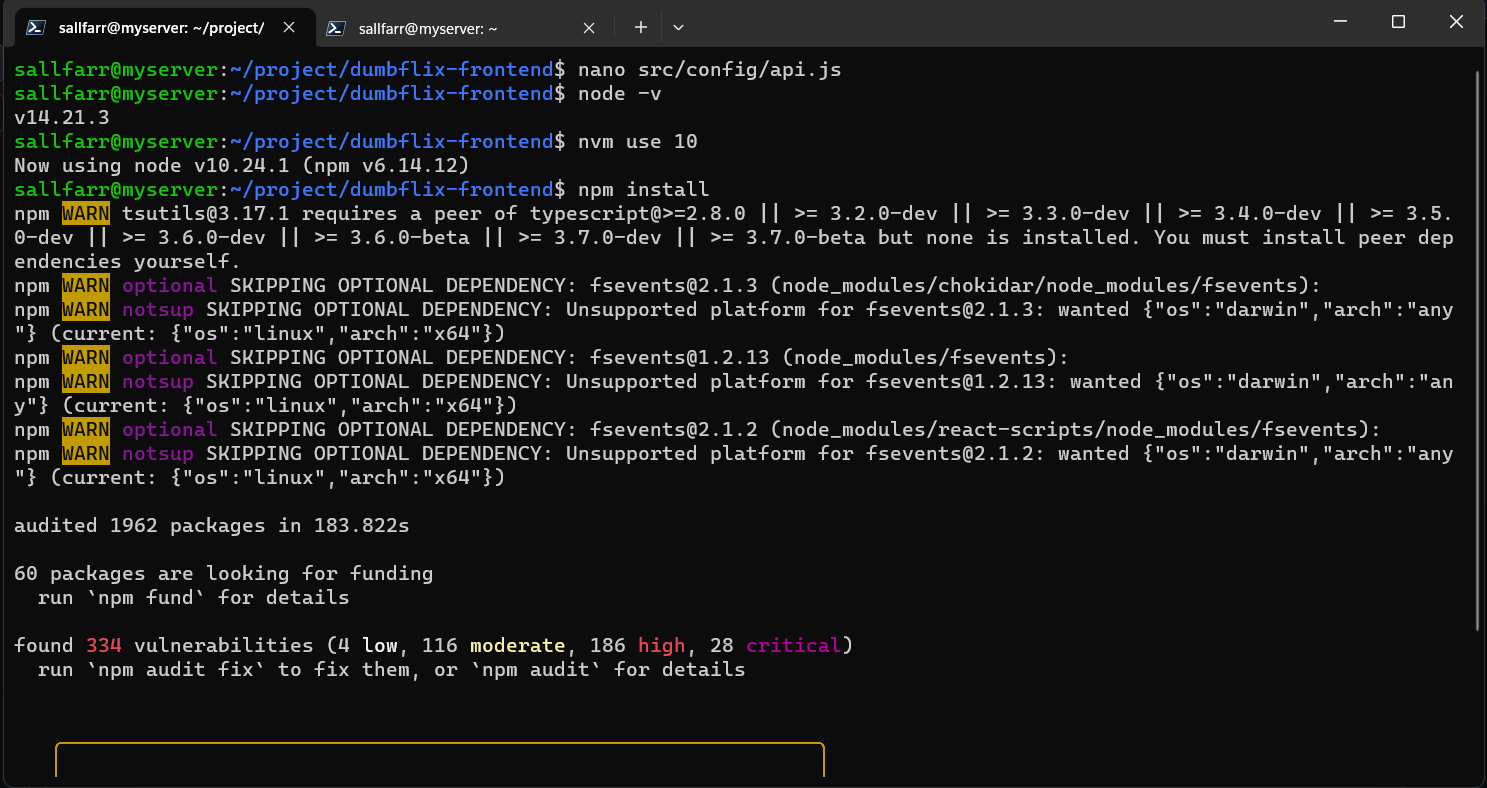 sallfarr@myserver: ~/project/
sallfarr@myserver: ~
sallfarr@myserver:~/project/dumbflix-frontend$ nano src/config/api.js
sallfarr@myserver:~/project/dumbflix-frontend$ node -v
v14.21.3
sallfarr@myserver:~/project/dumbflix-frontend$ nvm use 10
Now using node v10.24.1 (npm v6.14.12)
sallfarr@myserver:~/project/dumbflix-frontend$ npm install
npm WARN tsutils@3.17.1 requires a peer of typescript@>=2.8.0 || >= 3.2.0-dev || >= 3.3.0-dev || >= 3.4.0-dev || >= 3.5.
0-dev || >= 3.6.0-dev || >= 3.6.0-beta || >= 3.7.0-dev || >= 3.7.0-beta but none is installed. You must install peer dep
endencies yourself.
npm WARN optional SKIPPING OPTIONAL DEPENDENCY: fsevents@2.1.3 (node_modules/chokidar/node_modules/fsevents):
npm WARN notsup SKIPPING OPTIONAL DEPENDENCY: Unsupported platform for fsevents@2.1.3: wanted {"os":"darwin","arch":"any
"} (current: {"os":"linux","arch":"x64"})
npm WARN optional SKIPPING OPTIONAL DEPENDENCY: fsevents@1.2.13 (node_modules/fsevents):
npm WARN notsup SKIPPING OPTIONAL DEPENDENCY: Unsupported platform for fsevents@1.2.13: wanted {"os":"darwin","arch":"an
y"} (current: {"os":"linux","arch":"x64"})
npm WARN optional SKIPPING OPTIONAL DEPENDENCY: fsevents@2.1.2 (node_modules/react-scripts/node_modules/fsevents):
npm WARN notsup SKIPPING OPTIONAL DEPENDENCY: Unsupported platform for fsevents@2.1.2: wanted {"os":"darwin","arch":"any
"} (current: {"os":"linux","arch":"x64"})
audited 1962 packages in 183.822s
60 packages are looking for funding
  run `npm fund` for details
found 334 vulnerabilities (4 low, 116 moderate, 186 high, 28 critical)
  run `npm audit fix` to fix them, or `npm audit` for details